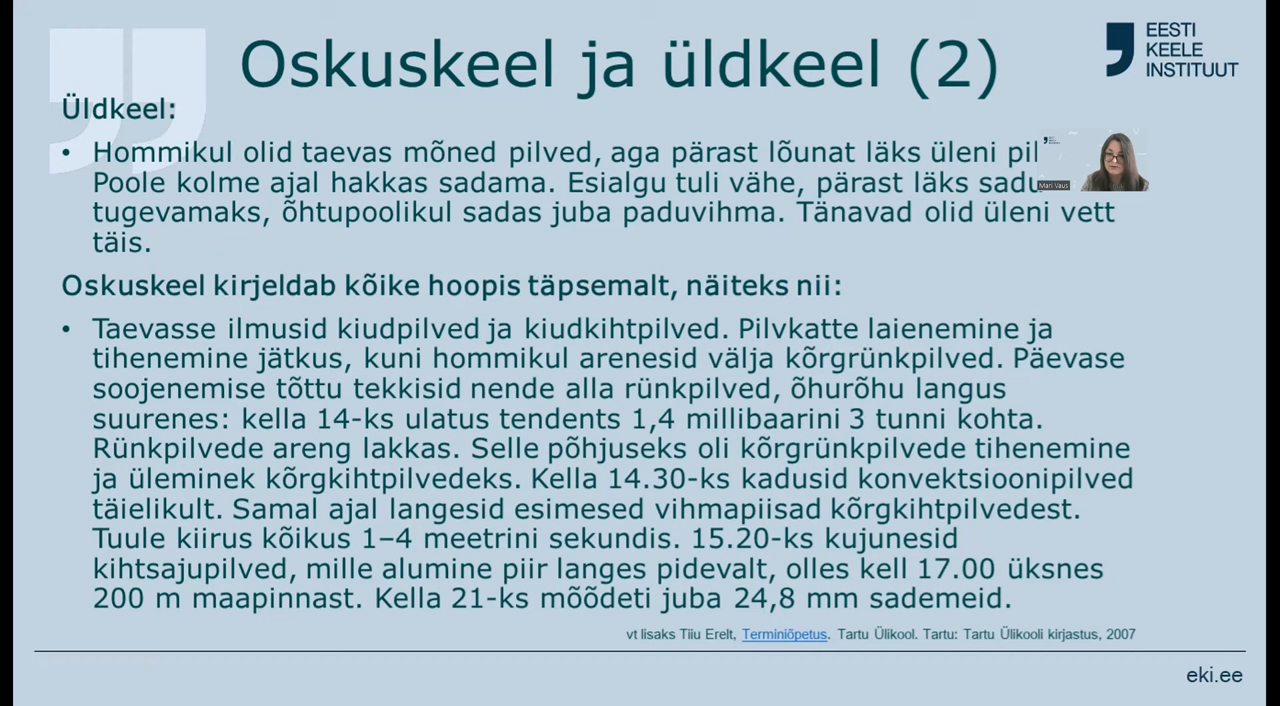 Oskuskeel ja üldkeel (2)
EESTI
KEELE
INSTITUUT
Üldkeel:
• Hommikul olid taevas mõned pilved, aga pärast lõunat läks üleni
Poole kolme ajal hakkas sadama. Esialgu tuli vähe, pärast läks
tugevamaks, õhtupoolikul sadas juba paduvihma. Tänavad olid üleni vett
täis.
Mari Vaus
Oskuskeel kirjeldab kõike hoopis täpsemalt, näiteks nii:
• Taevasse ilmusid kiudpilved ja kiudkihtpilved. Pilvkatte laienemine ja
tihenemine jätkus, kuni hommikul arenesid välja kõrgrünkpilved. Päevase
soojenemise tõttu tekkisid nende alla rünkpilved, õhurõhu langus
suurenes: kella 14-ks ulatus tendents 1,4 millibaarini 3 tunni kohta.
Rünkpilvede areng lakkas. Selle põhjuseks oli kõrgrünkpilvede tihenemine
ja üleminek kõrgkihtpilvedeks. Kella 14.30-ks kadusid konvektsioonipilved
täielikult. Samal ajal langesid esimesed vihmapiisad kõrgkihtpilvedest.
Tuule kiirus kõikus 1–4 meetrini sekundis. 15.20-ks kujunesid
kihtsajupilved, mille alumine piir langes pidevalt, olles kell 17.00 üksnes
200 m maapinnast. Kella 21-ks mõõdeti juba 24,8 mm sademeid.
vt lisaks Tiiu Erelt, Terminiõpetus. Tartu Ülikool. Tartu: Tartu Ülikooli kirjastus, 2007
eki.ee